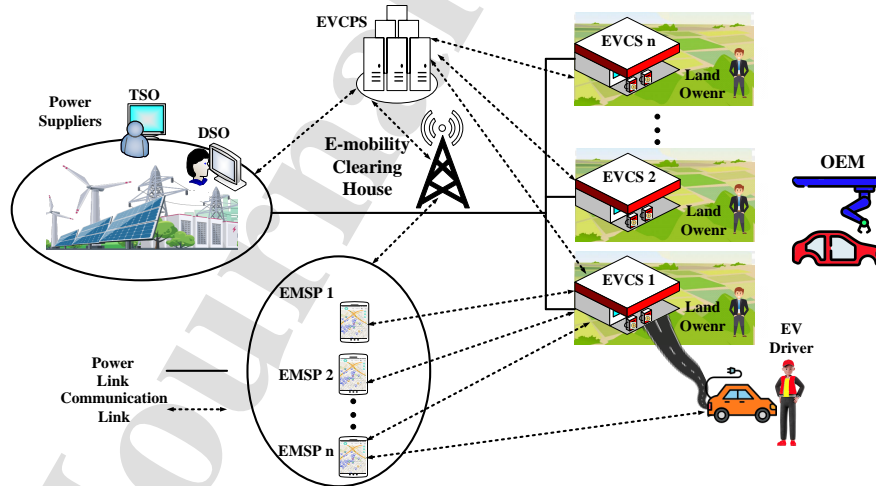 EVCPS
EVCS n
Land
Owenr
TSO
Power
Suppliers
DSO
E-mobility
Clearing
House
EVCS 2
Land
Owenr
OEM
EVCS 1
Land
Owenr
EMSP 1
EV
Driver
Power
Link
Communication
Link
EMSP 2
EMSP n
Journal